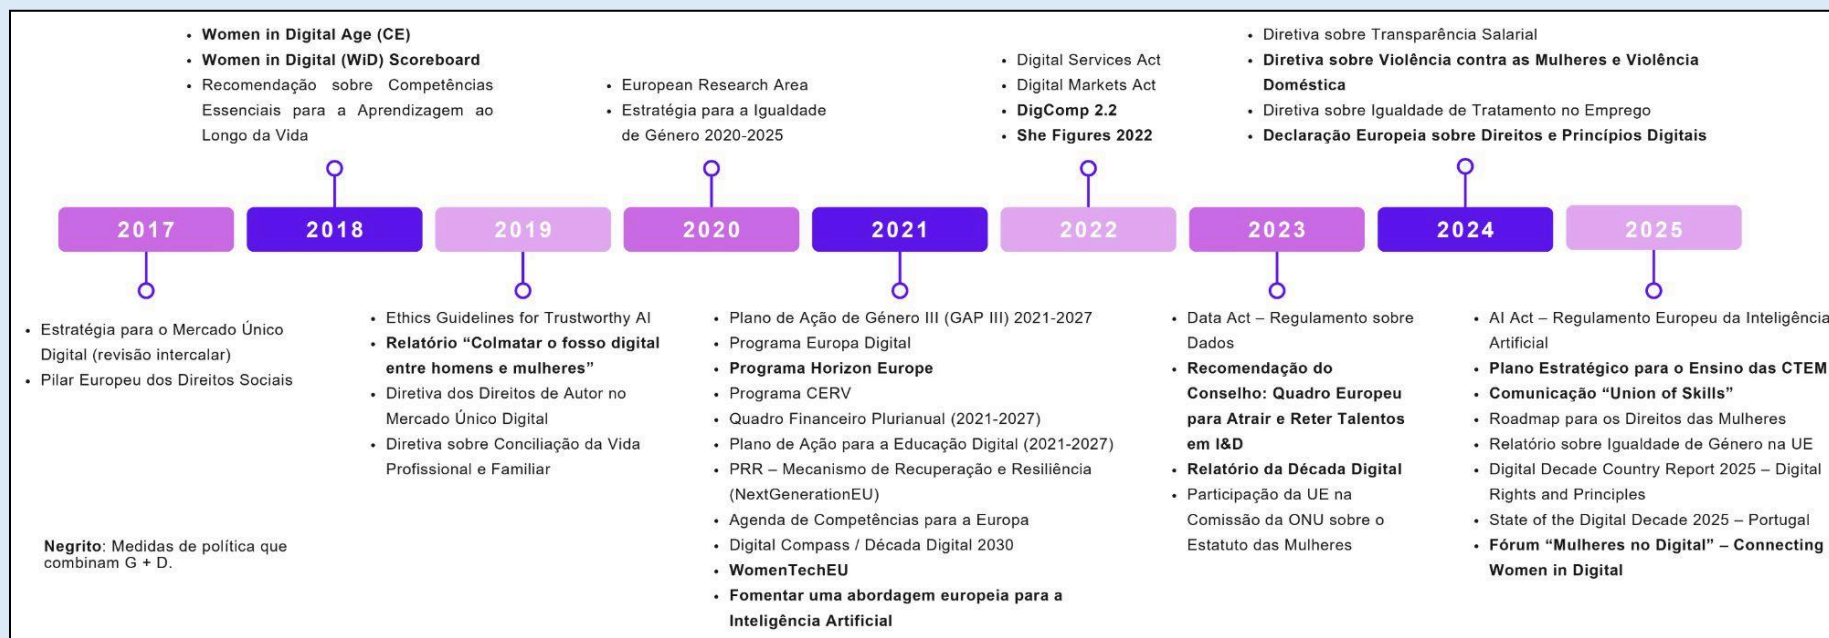 Women in Digital Age (CE)
Women in Digital (WiD) Scoreboard
Recomendação sobre Competências
Essenciais para a Aprendizagem ao
Longo da Vida
European Research Area
Estratégia para a Igualdade
de Género 2020-2025
Digital Services Act
Digital Markets Act
DigComp 2.2
She Figures 2022
Diretiva sobre Transparência Salarial
Diretiva sobre Violência contra as Mulheres e Violência
Doméstica
Diretiva sobre Igualdade de Tratamento no Emprego
Declaração Europeia sobre Direitos e Princípios Digitais
2017
2018
2019
2020
2021
2022
2023
2024
2025
Estratégia para o Mercado Único
Digital (revisão intercalar)
Pilar Europeu dos Direitos Sociais
Ethics Guidelines for Trustworthy AI
Relatório “Colmatar o fosso digital
entre homens e mulheres”
Diretiva dos Direitos de Autor no
Mercado Único Digital
Diretiva sobre Conciliação da Vida
Profissional e Familiar
Plano de Ação de Género III (GAP III) 2021-2027
Programa Europa Digital
Programa Horizon Europe
Programa CERV
Quadro Financeiro Plurianual (2021-2027)
Plano de Ação para a Educação Digital (2021-2027)
PRR – Mecanismo de Recuperação e Resiliência
(NextGenerationEU)
Agenda de Competências para a Europa
Digital Compass / Década Digital 2030
WomenTechEU
Fomentar uma abordagem europeia para a
Inteligência Artificial
Data Act – Regulamento sobre
Dados
Recomendação do
Conselho: Quadro Europeu
para Atrair e Reter Talentos
em I&D
Relatório da Década Digital
Participação da UE na
Comissão da ONU sobre o
Estatuto das Mulheres
AI Act – Regulamento Europeu da Inteligência
Artificial
Plano Estratégico para o Ensino das CTEM
Comunicação “Union of Skills”
Roadmap para os Direitos das Mulheres
Relatório sobre Igualdade de Género na UE
Digital Decade Country Report 2025 – Digital
Rights and Principles
State of the Digital Decade 2025 – Portugal
Fórum “Mulheres no Digital” – Connecting
Women in Digital
Negrito: Medidas de política que
combinam G + D.